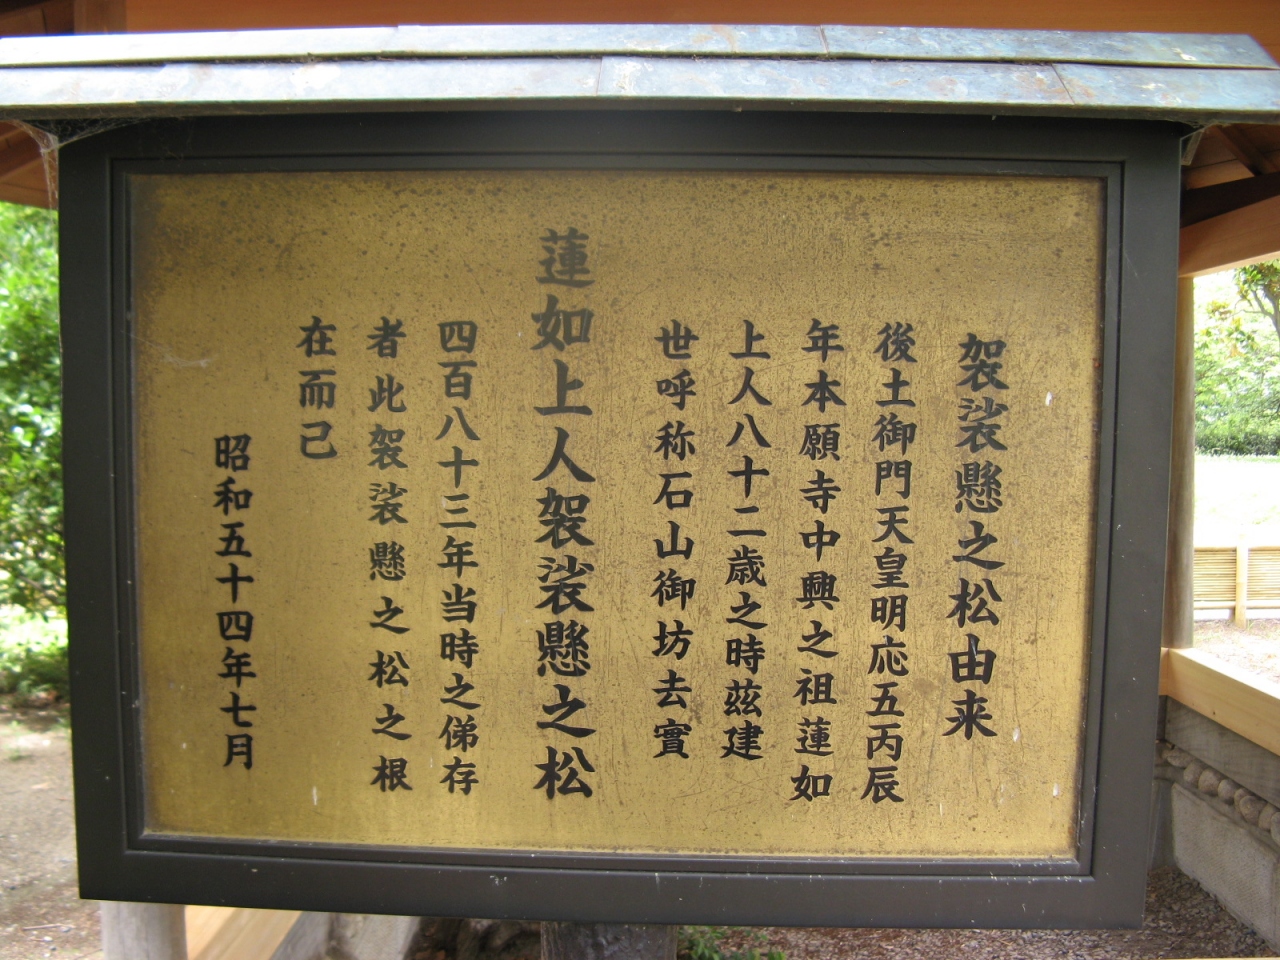 袈裟懸之松由来
後土御門天皇明応五丙辰
年本願寺中興之祖蓮如
上人八十二歳之時茲建
世呼称石山御坊去實
蓮如上人袈裟懸之松
四百八十三年当時之俤存
者此袈裟懸之松之根
在而己
昭和五十四年七月